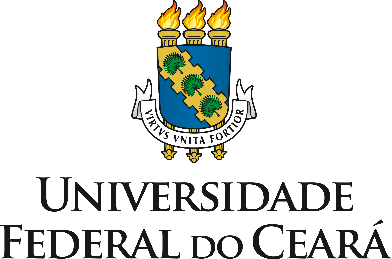 VIRTVS VNITA FORTIOR
UNIVERSIDADE
FEDERAL DO CEARÁ